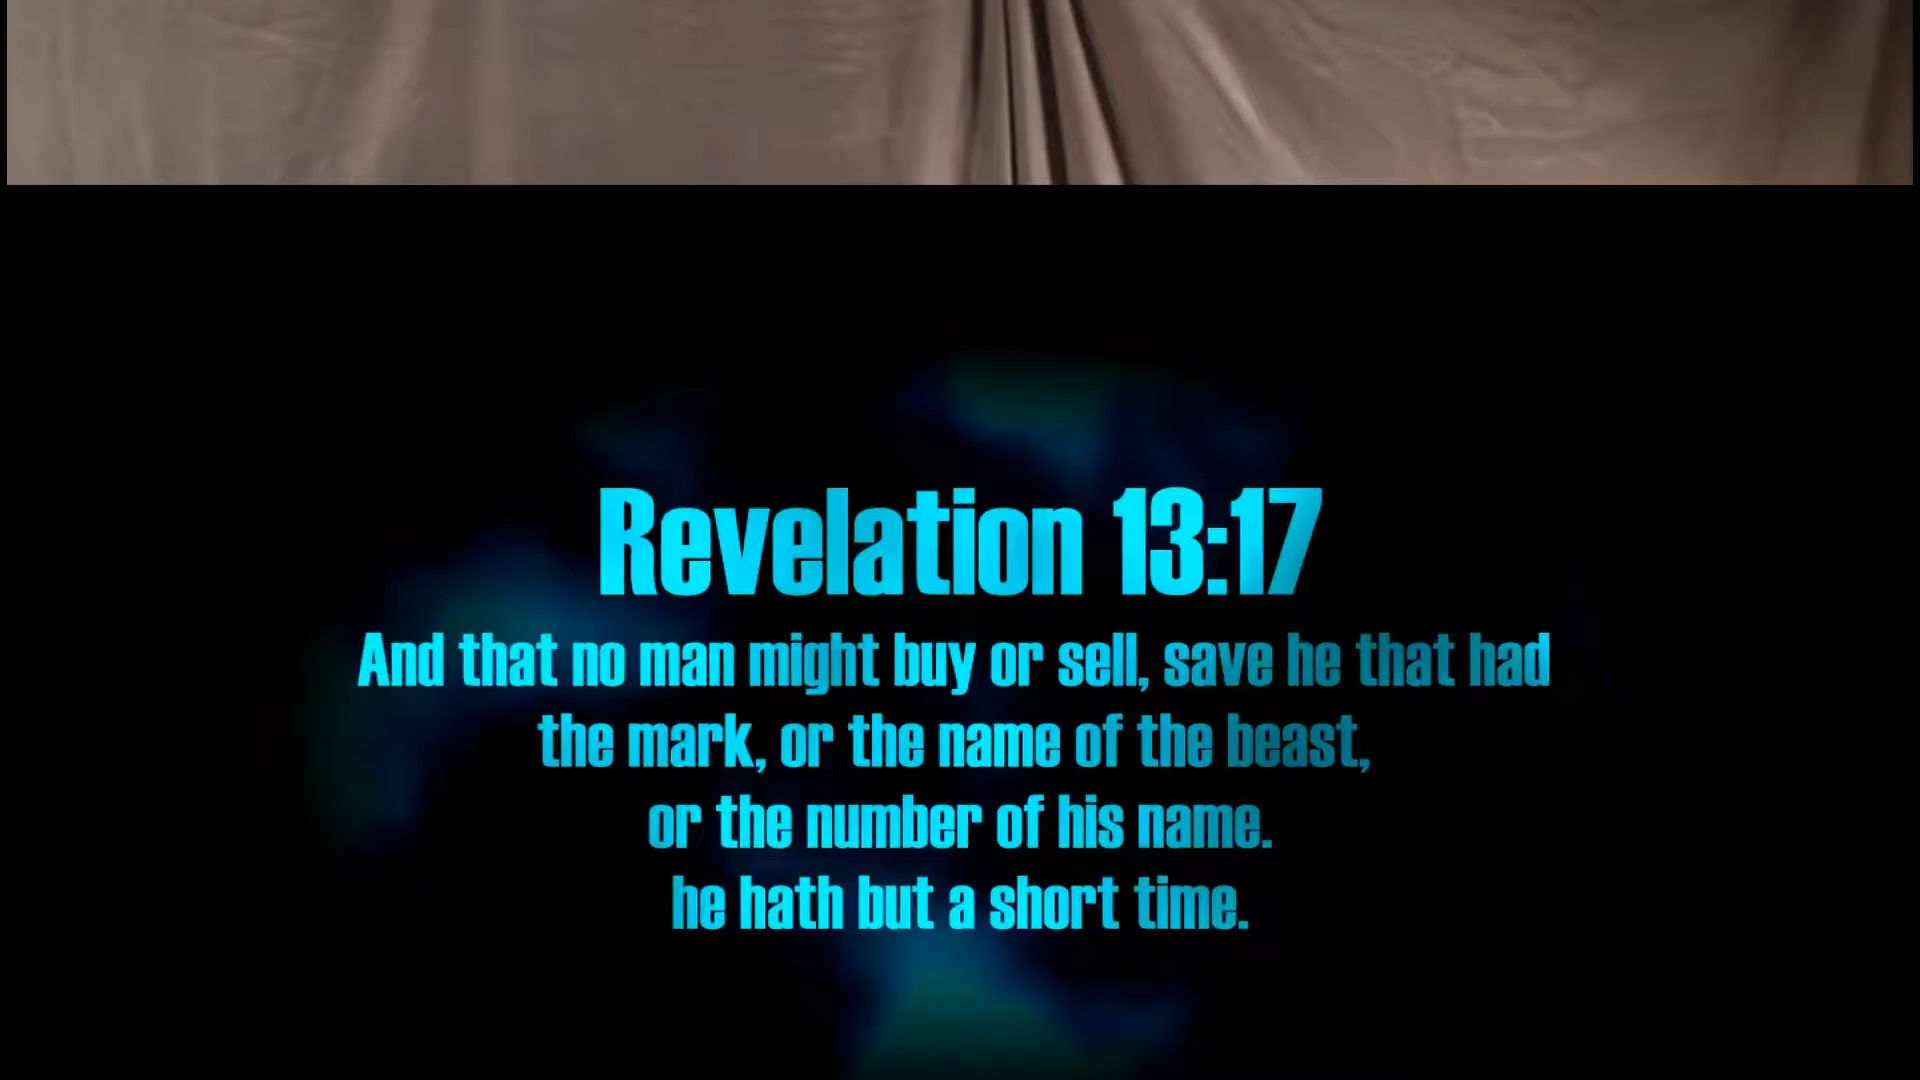 Revelation 13:17
And that no man might buy or sell, save he that had
the mark, or the name of the beast,
or the number of his name.
he hath but a short time.